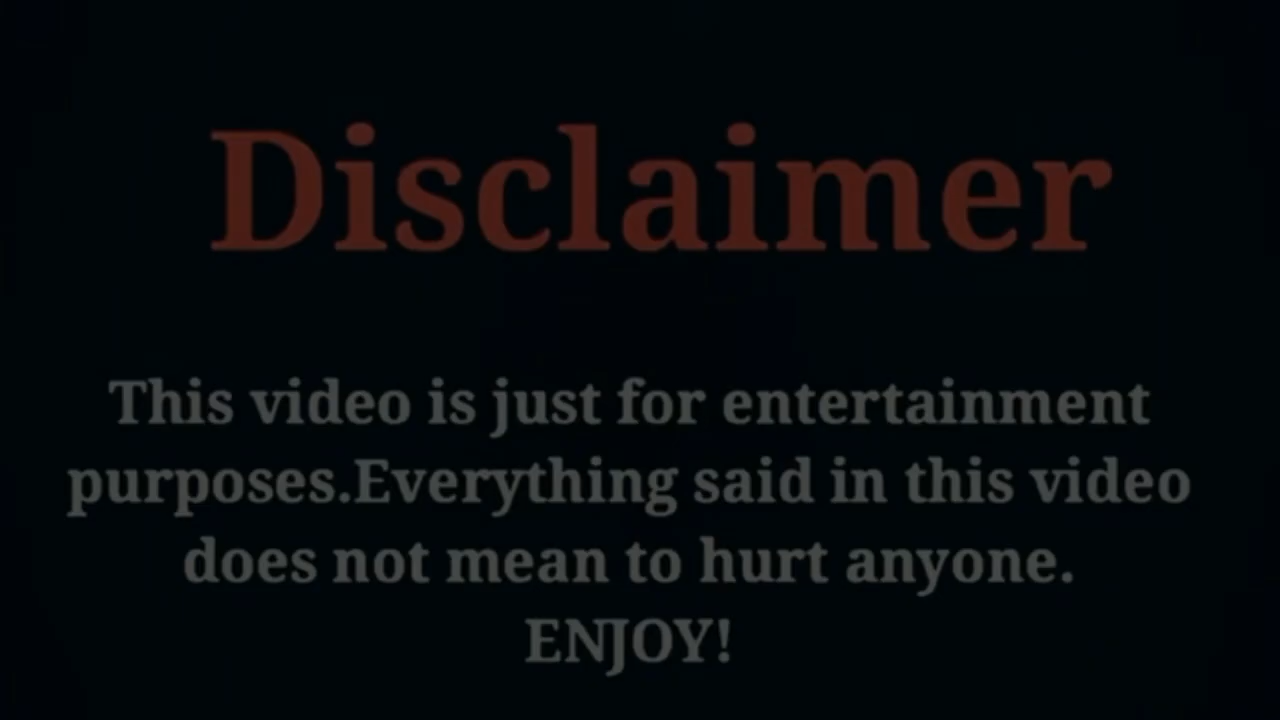 Disclaimer
This video is just for entertainment
purposes.Everything said in this video
does not mean to hurt anyone.
ENJOY!